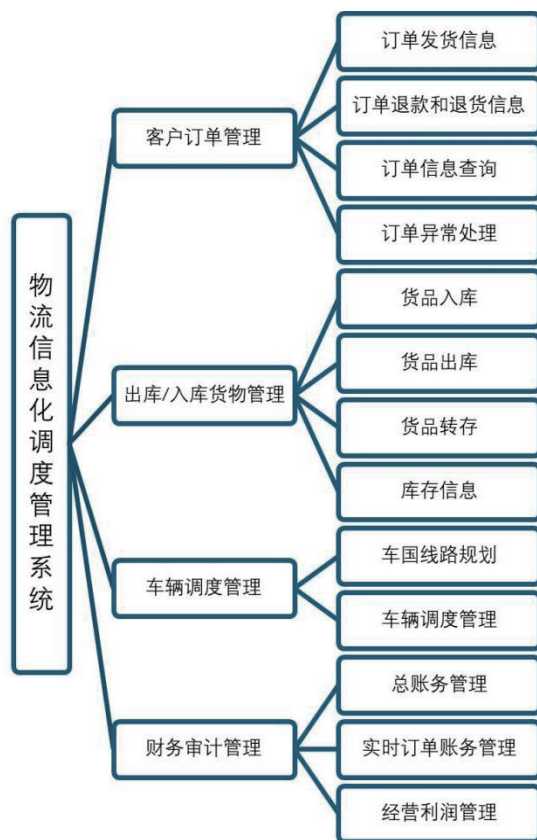 物流信息化调度管理系统
客户订单管理
订单发货信息
订单退款和退货信息
订单信息查询
订单异常处理
出库/入库货物管理
货品入库
货品出库
货品转存
库存信息
车辆调度管理
车国线路规划
车辆调度管理
财务审计管理
总账务管理
实时订单账务管理
经营利润管理